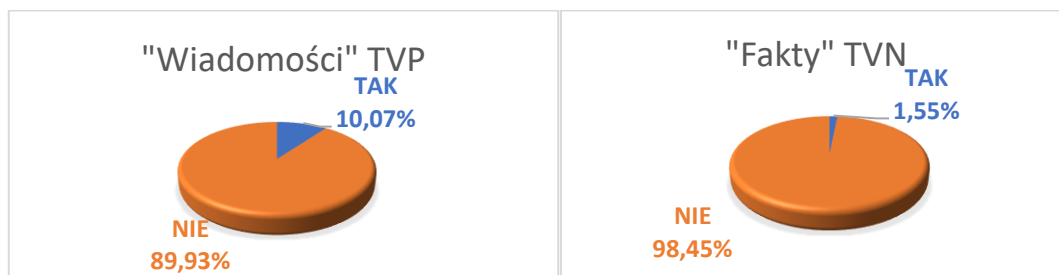 "Wiadomości" TVP
TAK
10,07%
NIE
89,93%
"Fakty" TVN
TAK
1,55%
NIE
98,45%